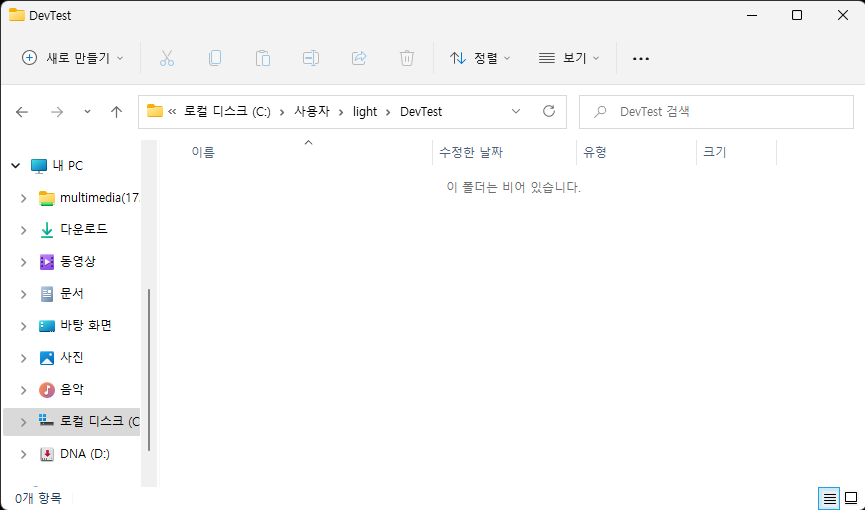 DevTest
새로 만들기
정렬
보기
로컬 디스크 (C:) 사용자 light DevTest
DevTest 검색
내 PC
multimedia(17
다운로드
동영상
문서
바탕 화면
사진
음악
로컬 디스크 (C
DNA (D:)
이름 수정한 날짜 유형 크기
이 폴더는 비어 있습니다.
0개 항목